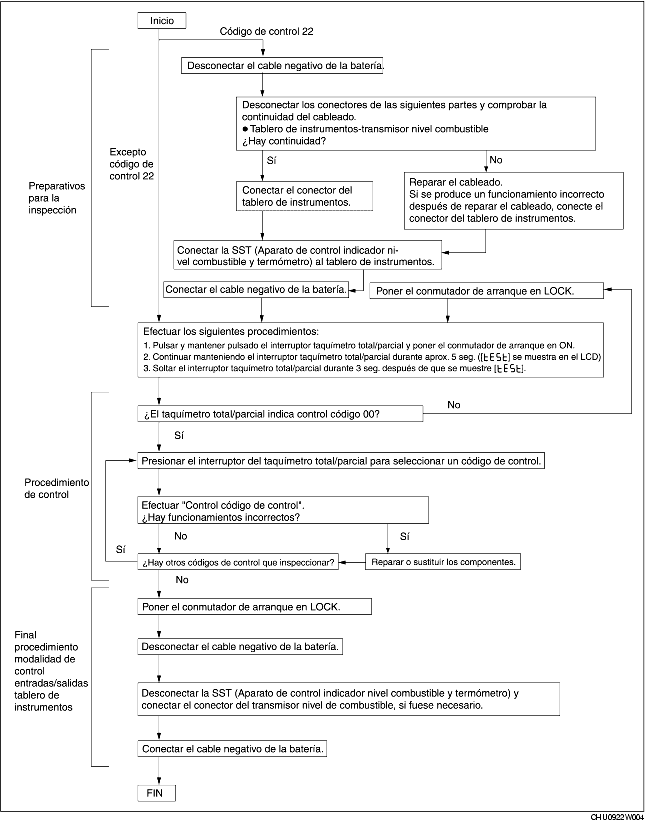 Inicio
Código de control 22
Desconectar el cable negativo de la batería.
Desconectar los conectores de las siguientes partes y comprobar la
continuidad del cableado.
● Tablero de instrumentos-transmisor nivel combustible
¿Hay continuidad?
Excepto
código de
control 22
Preparativos
para la
inspección
Sí
No
Conectar el conector del
tablero de instrumentos.
Reparar el cableado.
Si se produce un funcionamiento incorrecto
después de reparar el cableado, conecte el
conector del tablero de instrumentos.
Conectar la SST (Aparato de control indicador ni-
vel combustible y termómetro) al tablero de instrumentos.
Conectar el cable negativo de la batería.
Poner el conmutador de arranque en LOCK.
Efectuar los siguientes procedimientos:
1. Pulsar y mantener pulsado el interruptor taquímetro total/parcial y poner el conmutador de arranque en ON.
2. Continuar manteniendo el interruptor taquímetro total/parcial durante aprox. 5 seg. ([tESt] se muestra en el LCD)
3. Soltar el interruptor taquímetro total/parcial durante 3 seg. después de que se muestre [tESt].
¿El taquímetro total/parcial indica control código 00?
No
Sí
Presionar el interruptor del taquímetro total/parcial para seleccionar un código de control.
Procedimiento
de control
Efectuar "Control código de control".
¿Hay funcionamientos incorrectos?
No
Sí
Sí
¿Hay otros códigos de control que inspeccionar?
Reparar o sustituir los componentes.
No
Poner el conmutador de arranque en LOCK.
Final
procedimiento
modalidad de
control
entradas/salidas
tablero de
instrumentos
Desconectar el cable negativo de la batería.
Desconectar la SST (Aparato de control indicador nivel combustible y termómetro) y
conectar el conector del transmisor nivel de combustible, si fuese necesario.
Conectar el cable negativo de la batería.
FIN
CHU0922W004